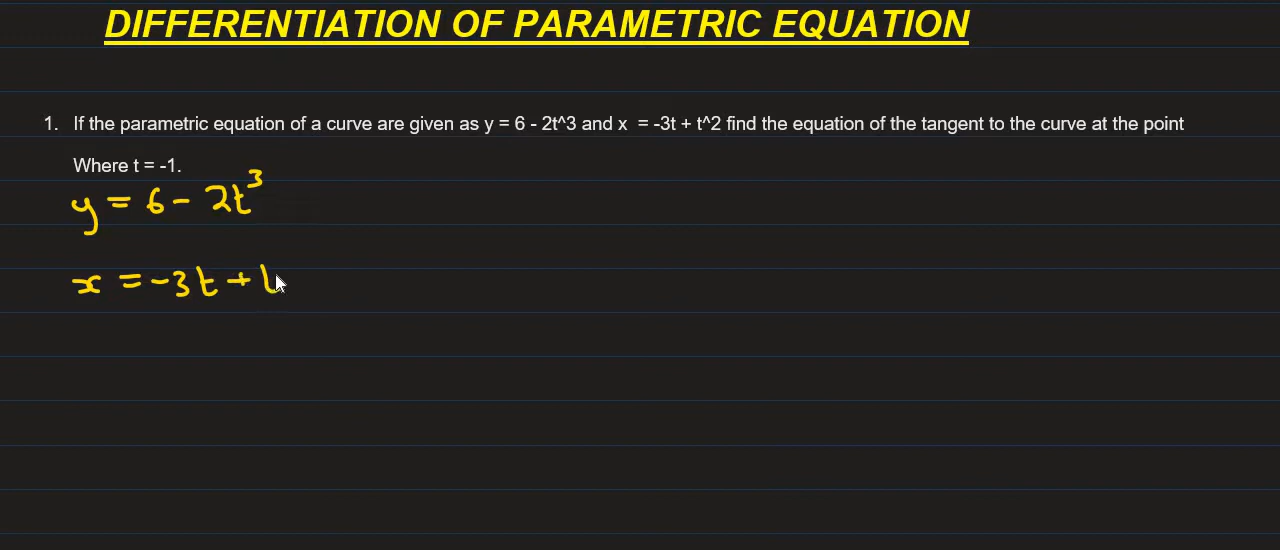 DIFFERENTIATION OF PARAMETRIC EQUATION
1. If the parametric equation of a curve are given as y = 6 - 2t^3 and x = -3t + t^2 find the equation of the tangent to the curve at the point
Where t = -1.
y = 6 - 2t³
x = -3t +